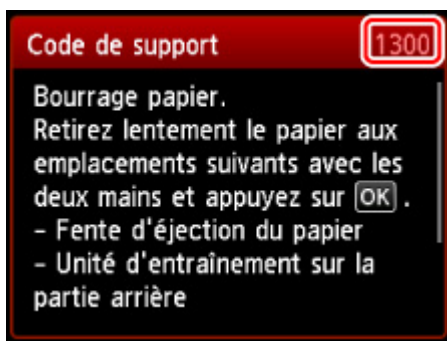 Code de support 1300
Bourrage papier.
Retirez lentement le papier aux
emplacements suivants avec les
deux mains et appuyez sur OK .
- Fente d'éjection du papier
- Unité d'entraînement sur la
partie arrière